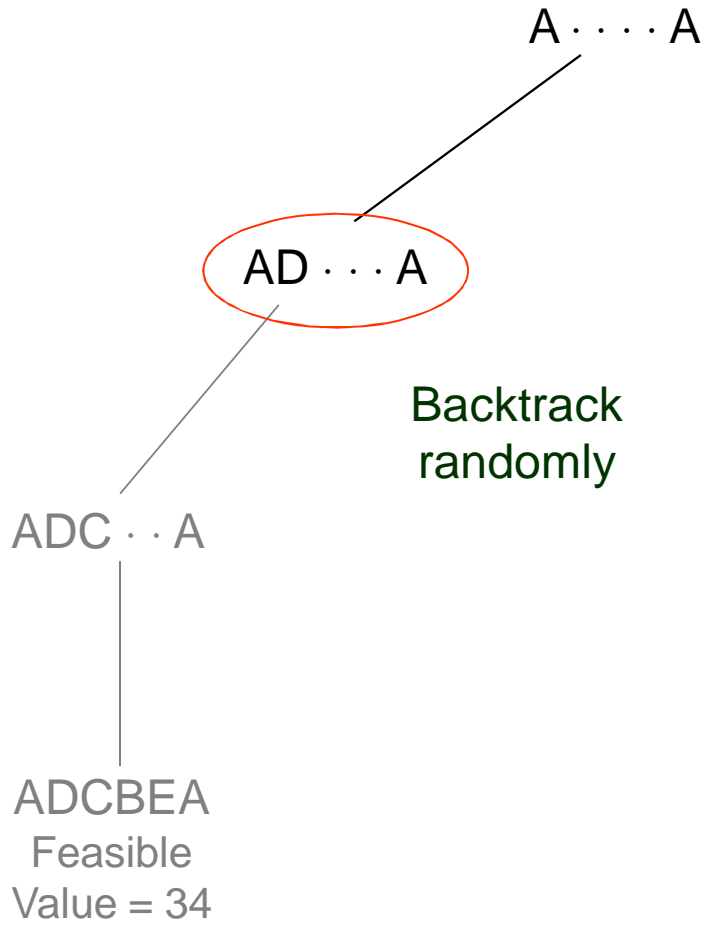 A · · · · A
AD · · · A
Backtrack
randomly
ADC · · A
ADCBEA
Feasible
Value = 34